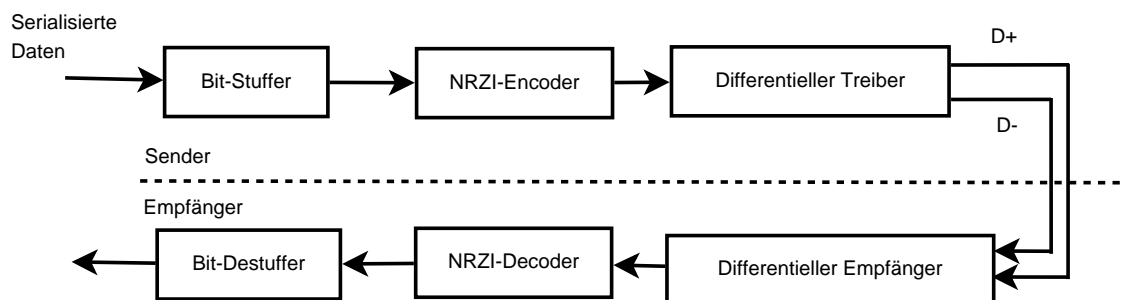 Serialisierte
Daten
Bit-Stuffer
NRZI-Encoder
Differentieller Treiber
D+
D-
Sender
Empfänger
Bit-Destuffer
NRZI-Decoder
Differentieller Empfänger